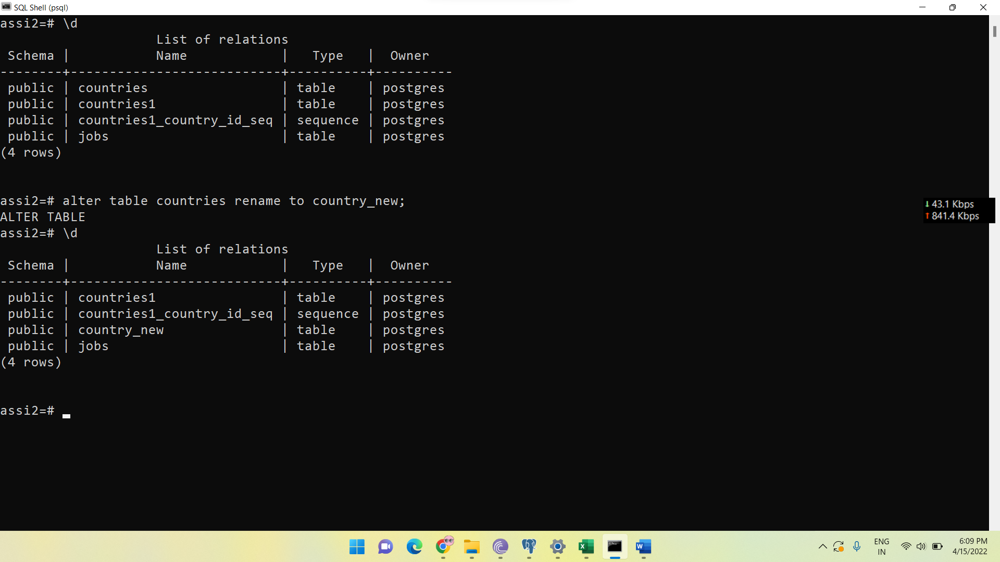 SQL Shell (psql)
assi2=# \d
                    List of relations
 Schema |           Name            |   Type   |  Owner
--------+---------------------------+----------+----------
 public | countries                 | table    | postgres
 public | countries1                | table    | postgres
 public | countries1_country_id_seq | sequence | postgres
 public | jobs                      | table    | postgres
(4 rows)
assi2=# alter table countries rename to country_new;
ALTER TABLE
assi2=# \d
                    List of relations
 Schema |           Name            |   Type   |  Owner
--------+---------------------------+----------+----------
 public | countries1                | table    | postgres
 public | countries1_country_id_seq | sequence | postgres
 public | country_new               | table    | postgres
 public | jobs                      | table    | postgres
(4 rows)
assi2=#
↓ 43.1 Kbps
↑ 841.4 Kbps
ENG
IN
6:09 PM
4/15/2022